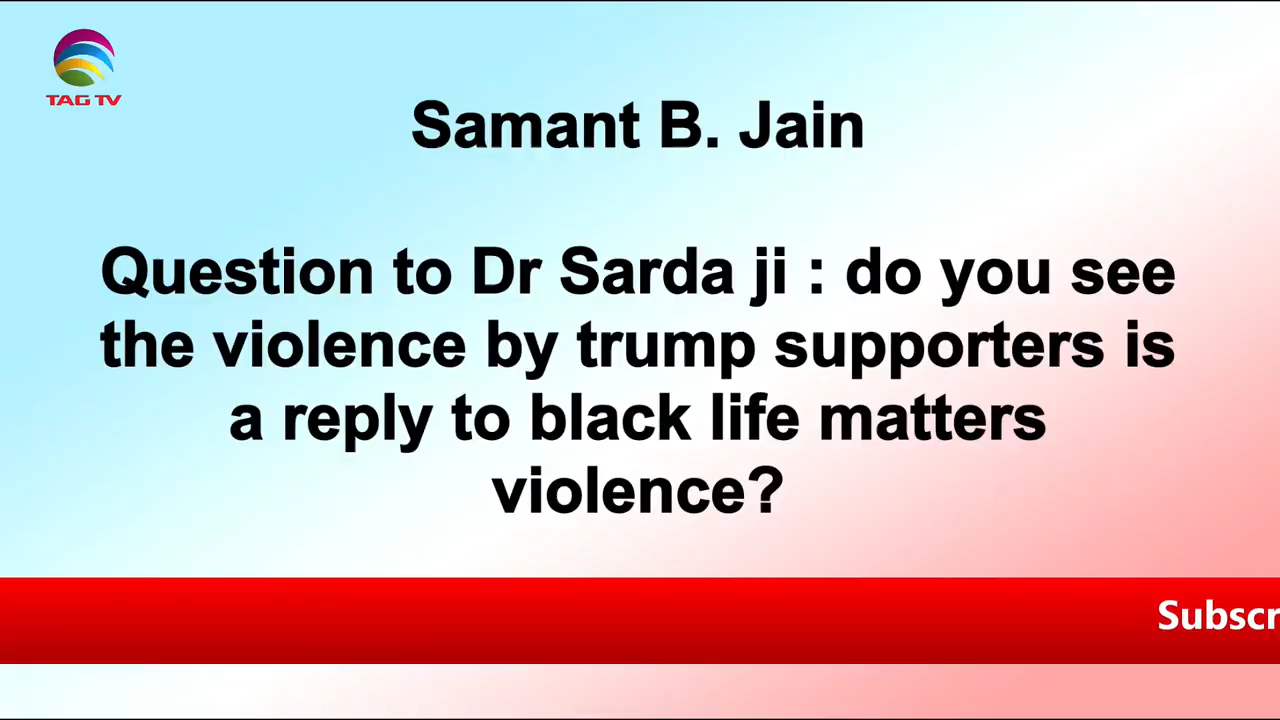 TAG TV
Samant B. Jain
Question to Dr Sarda ji : do you see
the violence by trump supporters is
a reply to black life matters
violence?
Subscr